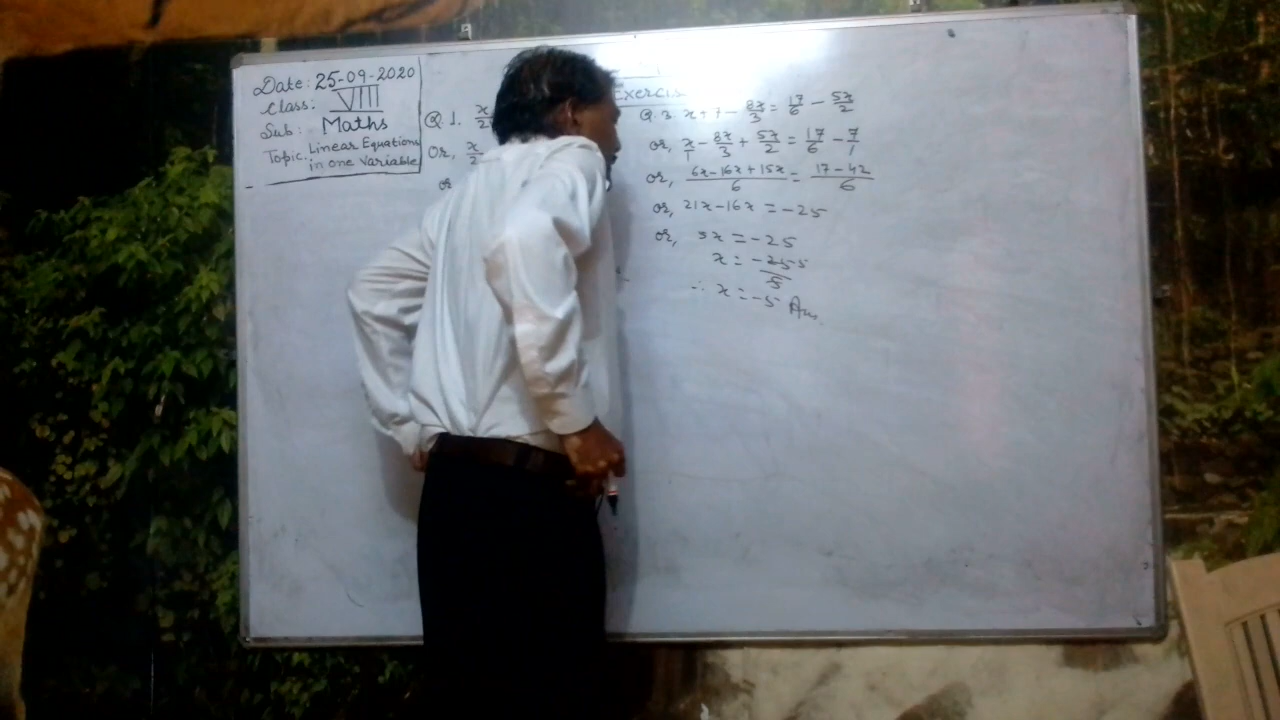 Date: 25-09-2020
Class: VIII
Sub: Maths
Topic: Linear Equations
in one Variable
Exercis
Q 1. x/2
Or, x/2
or
Q. 3. x + 7 - 8x/3 = 17/6 - 5x/2
or, x/1 - 8x/3 + 5x/2 = 17/6 - 7/1
or, (6x - 16x + 15x)/6 = (17 - 42)/6
or, 21x - 16x = -25
or, 5x = -25
x = -25/5
∴ x = -5 Ans.